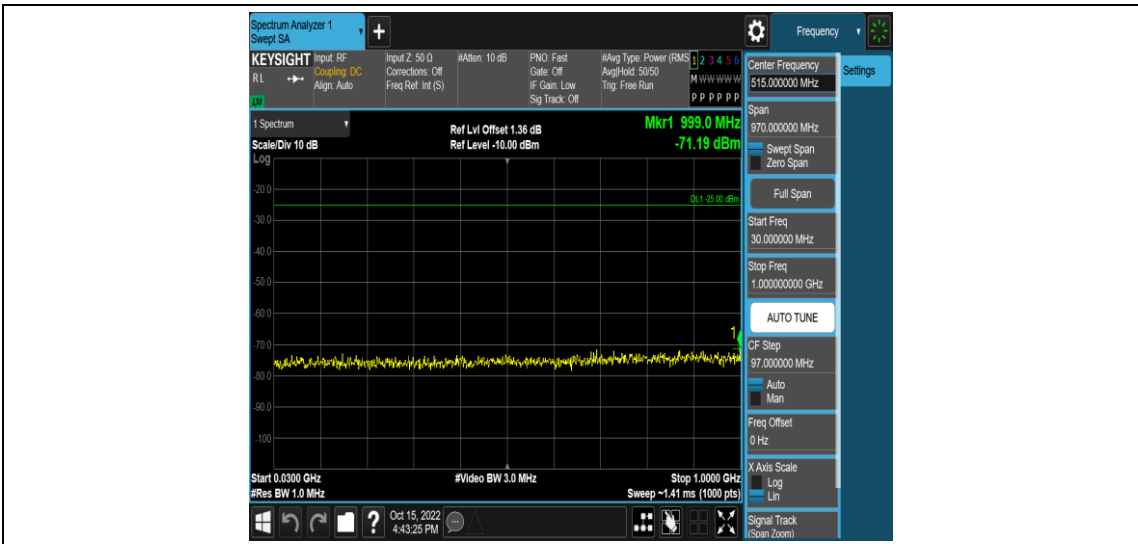 Spectrum Analyzer 1
Swept SA
+
Frequency
KEYSIGHT
RL
LXI
Input: RF
Coupling: DC
Align: Auto
Input Z: 50 Ω
Corrections: Off
Freq Ref: Int (S)
#Atten: 10 dB
PNO: Fast
Gate: Off
IF Gain: Low
Sig Track: Off
#Avg Type: Power (RMS
Avg|Hold: 50/50
Trig: Free Run
1 2 3 4 5 6
M W W W W W
P P P P P P
1 Spectrum
Scale/Div 10 dB
Log
Ref Lvl Offset 1.36 dB
Ref Level -10.00 dBm
Mkr1 999.0 MHz
-71.19 dBm
DL1 -25.00 dBm
-20.0
-30.0
-40.0
-50.0
-60.0
-70.0
-80.0
-90.0
-100
1
Start 0.0300 GHz
#Res BW 1.0 MHz
#Video BW 3.0 MHz
Stop 1.0000 GHz
Sweep ~1.41 ms (1000 pts)
?
Oct 15, 2022
4:43:25 PM
Center Frequency
515.000000 MHz
Settings
Span
970.000000 MHz
Swept Span
Zero Span
Full Span
Start Freq
30.000000 MHz
Stop Freq
1.000000000 GHz
AUTO TUNE
CF Step
97.000000 MHz
Auto
Man
Freq Offset
0 Hz
X Axis Scale
Log
Lin
Signal Track
(Span Zoom)